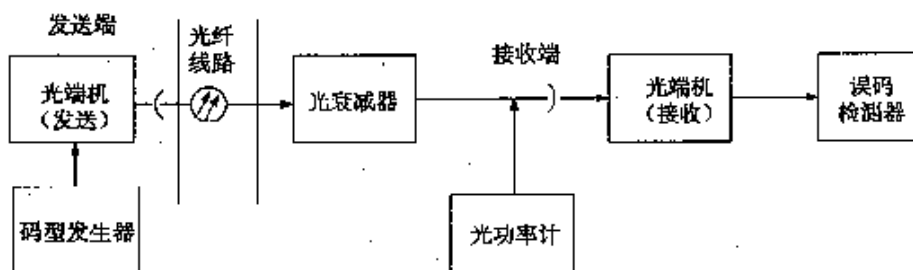 发送端
光纤
线路
接收端
光端机
（发送）
光衰减器
光端机
（接收）
误码
检测器
码型发生器
光功率计